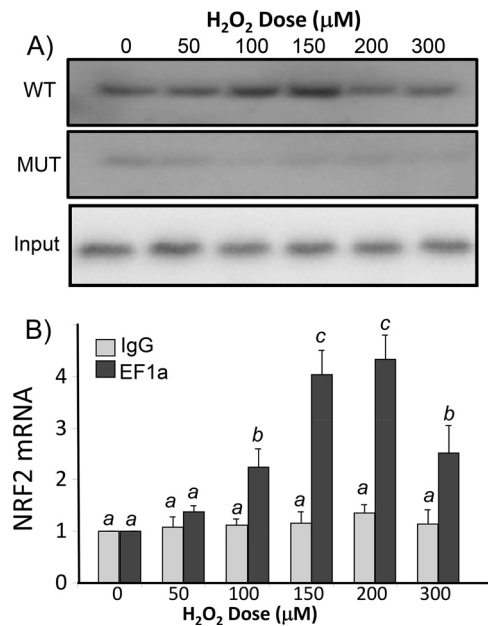 H₂O₂ Dose (μM)
A) 0 50 100 150 200 300
WT
MUT
Input
B)
IgG
EF1a
NRF2 mRNA
4
3
2
1
0
a a a a a b a c a c a b
0 50 100 150 200 300
H₂O₂ Dose (μM)